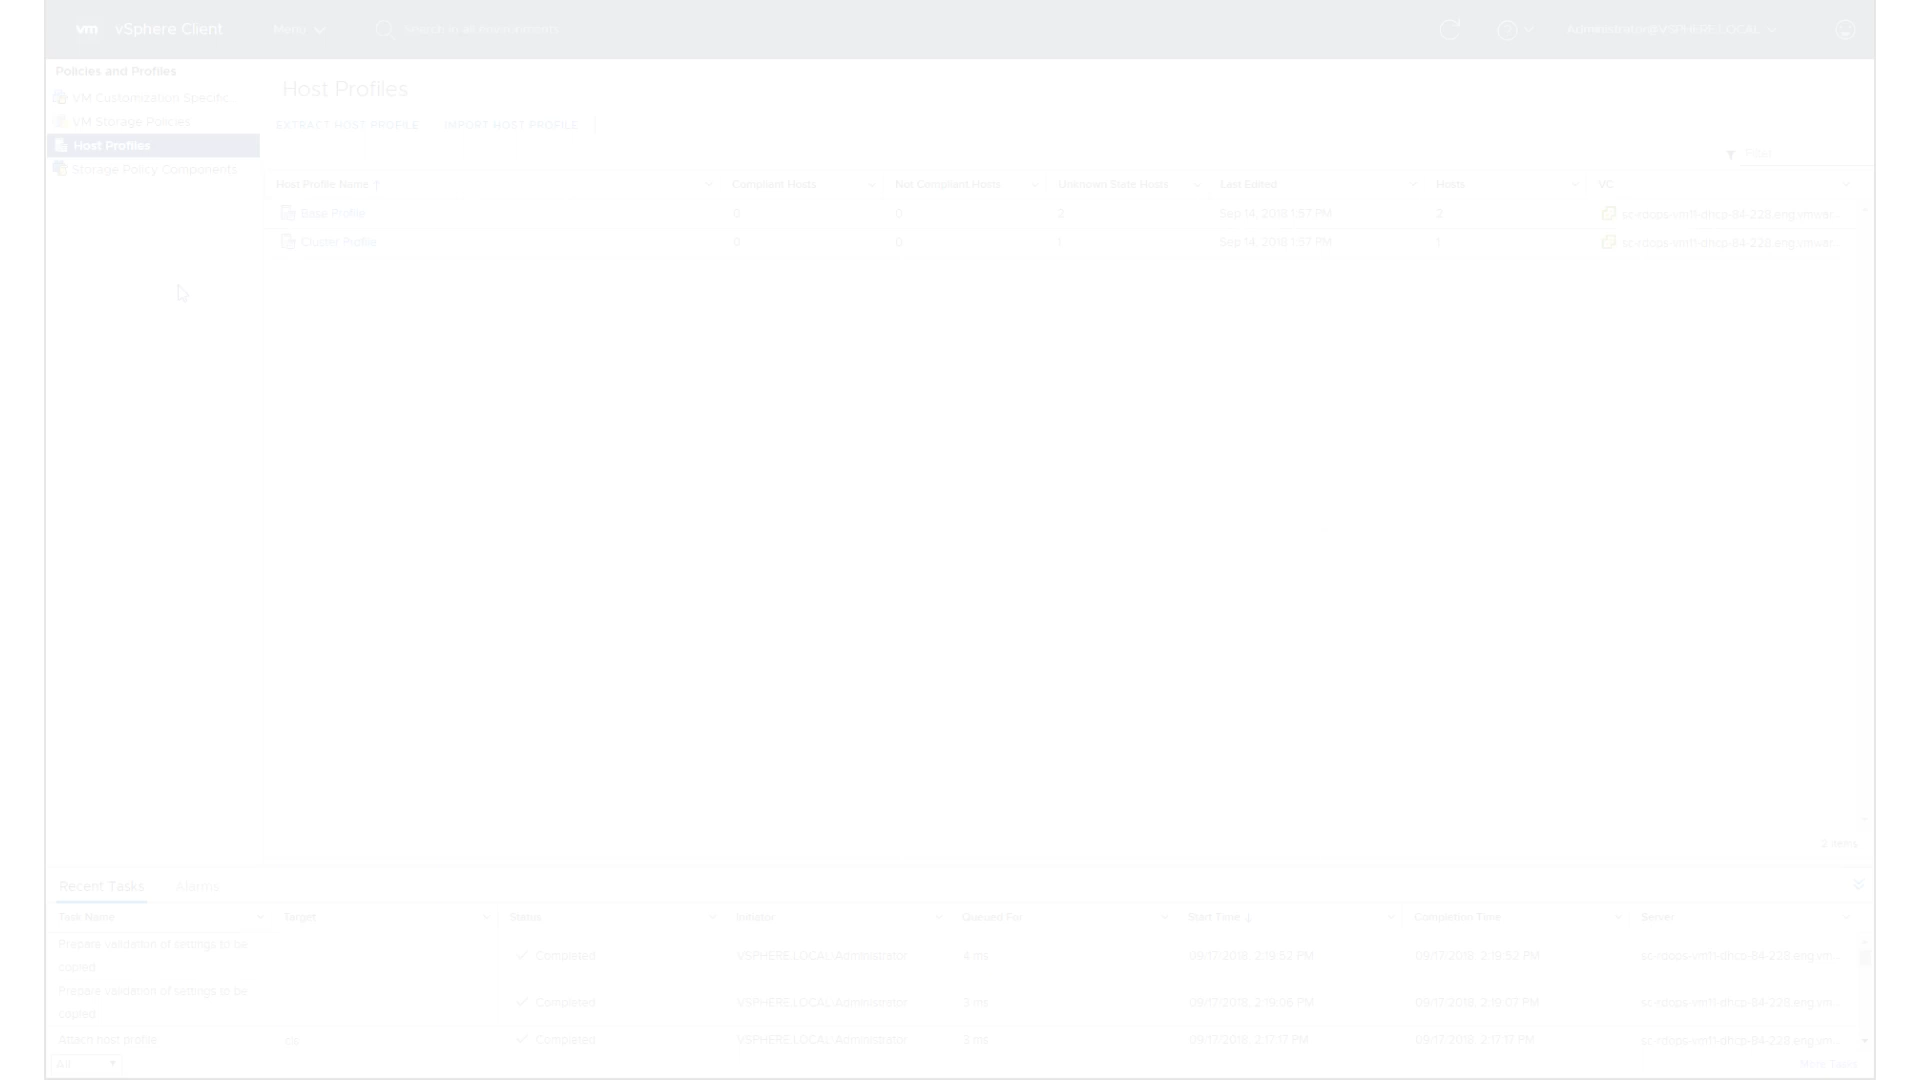 vm vSphere Client Menu Search in all environments Administrator@VSPHERE.LOCAL
Policies and Profiles
VM Customization Specific
VM Storage Policies
Host Profiles
Storage Policy Components
Host Profiles
EXTRACT HOST PROFILE IMPORT HOST PROFILE
Filter
Host Profile Name ↑ Compliant Hosts Not Compliant Hosts Unknown State Hosts Last Edited Hosts VC
Base Profile 0 0 2 Sep 14, 2018 1:57 PM 2 sc-rdops-vm11-dhcp-84-228.eng.vmwar...
Cluster Profile 0 0 1 Sep 14, 2018 1:37 PM 1 sc-rdops-vm11-dhcp-84-228.eng.vmwar...
2 items
Recent Tasks Alarms
Task Name Target Status Initiator Queued For Start Time ↓ Completion Time Server
Prepare validation of settings to be copied Completed VSPHERE.LOCAL\Administrator 4 ms 09/17/2018, 2:19:52 PM 09/17/2018, 2:19:52 PM sc-rdops-vm11-dhcp-84-228.eng.vm...
Prepare validation of settings to be copied Completed VSPHERE.LOCAL\Administrator 3 ms 09/17/2018, 2:19:06 PM 09/17/2018, 2:19:07 PM sc-rdops-vm11-dhcp-84-228.eng.vm...
Attach host profile Completed VSPHERE.LOCAL\Administrator 3 ms 09/17/2018, 2:17:17 PM 09/17/2018, 2:17:17 PM sc-rdops-vm11-dhcp-84-228.eng.vm...
All More Tasks